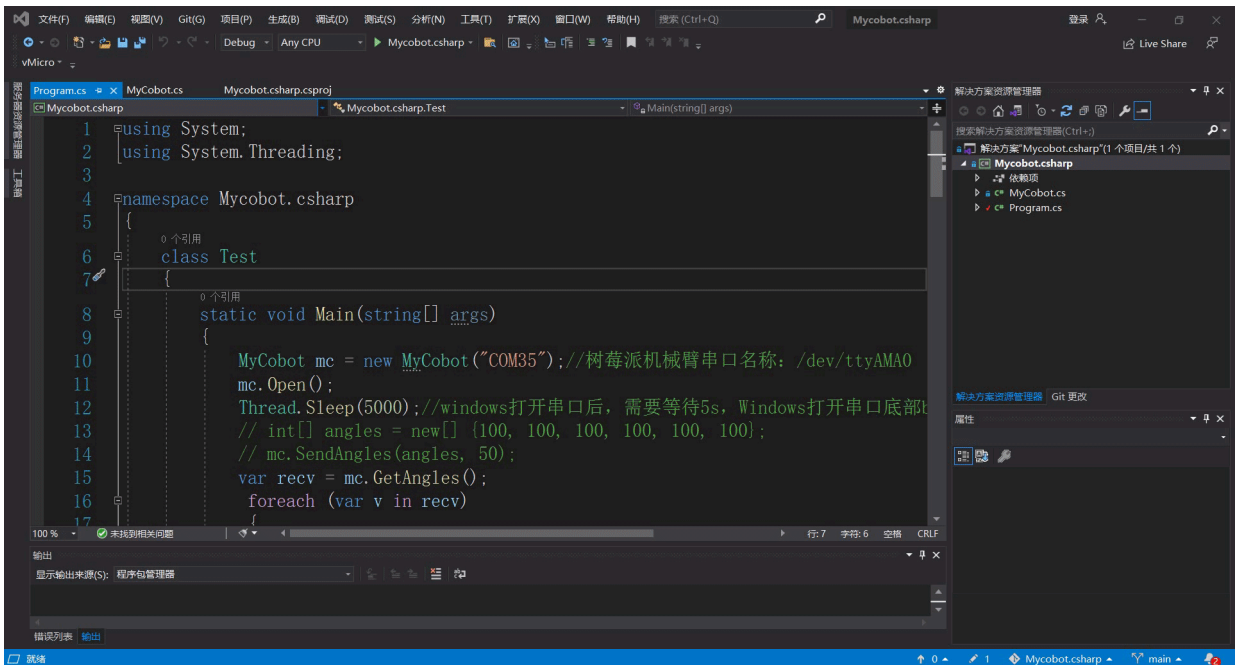 文件(F) 编辑(E) 视图(V) Git(G) 项目(P) 生成(B) 调试(D) 测试(S) 分析(N) 工具(T) 扩展(X) 窗口(W) 帮助(H) 搜索 (Ctrl+Q) Mycobot.csharp 登录
Debug Any CPU Mycobot.csharp Live Share
vMicro
服务器资源管理器
工具箱
Program.cs MyCobot.cs Mycobot.csharp.csproj
Mycobot.csharp Mycobot.csharp.Test Main(string[] args)
1 using System;
2 using System.Threading;
3
4 namespace Mycobot.csharp
5 {
0 个引用
6 class Test
7 {
0 个引用
8 static void Main(string[] args)
9 {
10 MyCobot mc = new MyCobot("COM35");//树莓派机械臂串口名称: /dev/ttyAMA0
11 mc.Open();
12 Thread.Sleep(5000);//windows打开串口后，需要等待5s，Windows打开串口底部b
13 // int[] angles = new[] {100, 100, 100, 100, 100, 100};
14 // mc.SendAngles(angles, 50);
15 var recv = mc.GetAngles();
16 foreach (var v in recv)
17 {
100 % 未找到相关问题 行:7 字符:6 空格 CRLF
输出
显示输出来源(S): 程序包管理器
错误列表 输出
解决方案资源管理器
搜索解决方案资源管理器(Ctrl+;)
解决方案"Mycobot.csharp"(1 个项目/共 1 个)
Mycobot.csharp
依赖项
MyCobot.cs
Program.cs
解决方案资源管理器 Git 更改
属性
就绪 0 1 Mycobot.csharp main 2